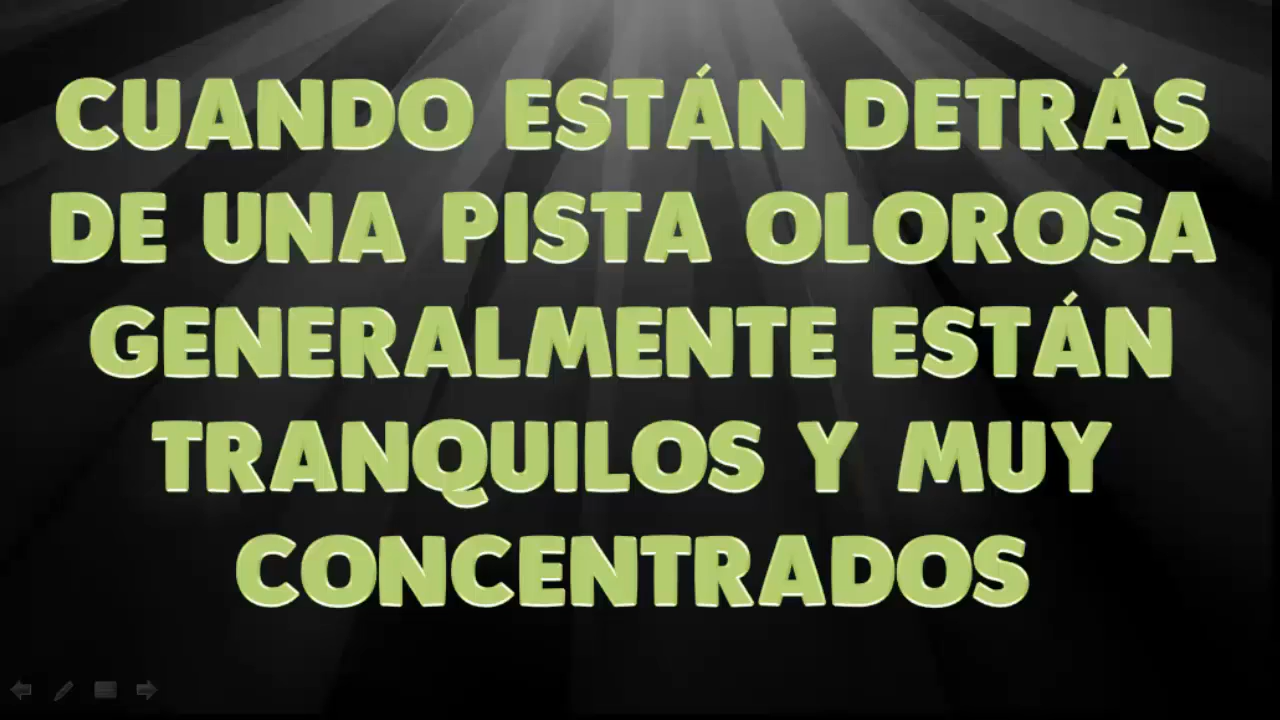 CUANDO ESTÁN DETRÁS
DE UNA PISTA OLOROSA
GENERALMENTE ESTÁN
TRANQUILOS Y MUY
CONCENTRADOS